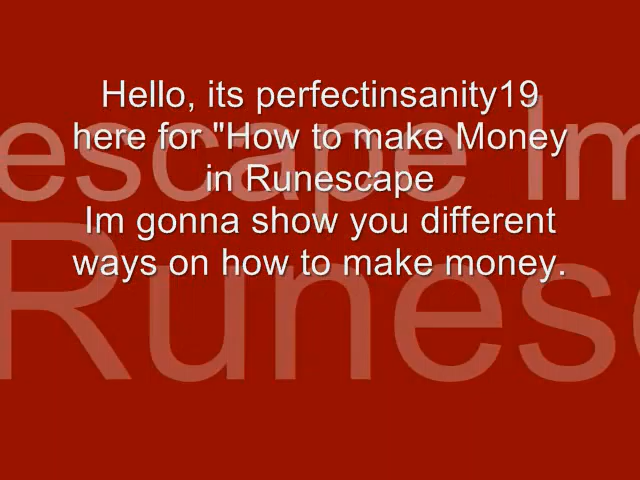 Hello, its perfectinsanity19
here for "How to make Money
in Runescape
Im gonna show you different
ways on how to make money.
escape Im
Runesc